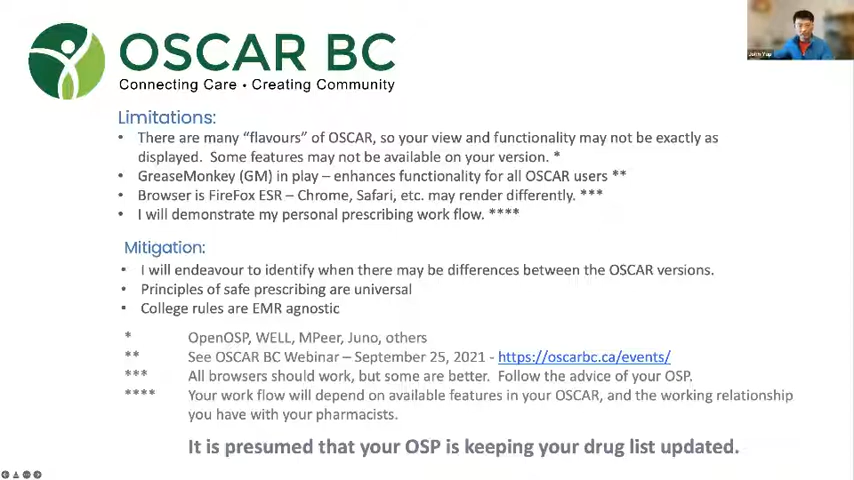 OSCAR BC
Connecting Care • Creating Community
Limitations:
• There are many “flavours” of OSCAR, so your view and functionality may not be exactly as
displayed. Some features may not be available on your version. *
• GreaseMonkey (GM) in play – enhances functionality for all OSCAR users **
• Browser is FireFox ESR – Chrome, Safari, etc. may render differently. ***
• I will demonstrate my personal prescribing work flow. ****
Mitigation:
• I will endeavour to identify when there may be differences between the OSCAR versions.
• Principles of safe prescribing are universal
• College rules are EMR agnostic
* OpenOSP, WELL, MPeer, Juno, others
** See OSCAR BC Webinar – September 25, 2021 - https://oscarbc.ca/events/
*** All browsers should work, but some are better. Follow the advice of your OSP.
**** Your work flow will depend on available features in your OSCAR, and the working relationship
you have with your pharmacists.
It is presumed that your OSP is keeping your drug list updated.